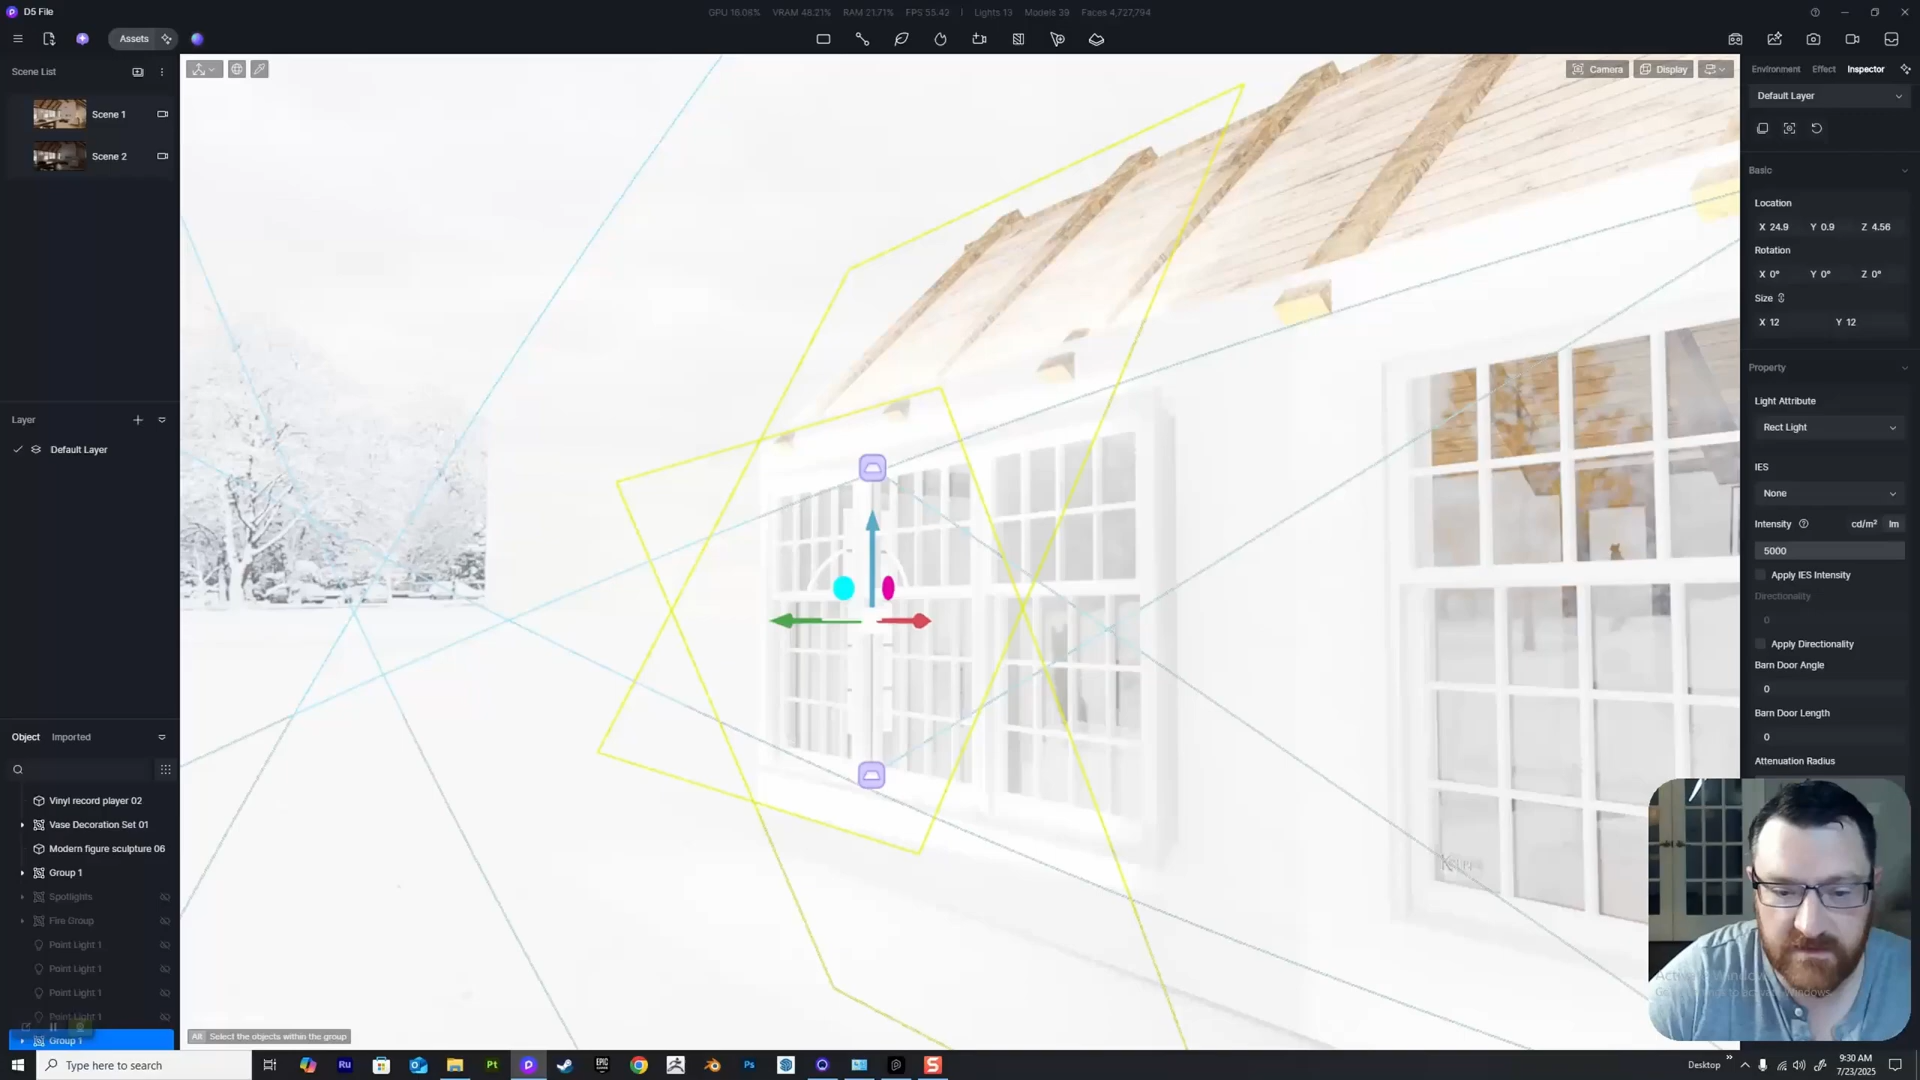 D5 File
GPU 16.08% VRAM 48.21% RAM 21.71% FPS 55.42 Lights 13 Models 39 Faces 4,727,794
Assets
Scene List
Scene 1
Scene 2
Layer
Default Layer
Object Imported
Vinyl record player 02
Vase Decoration Set 01
Modern figure sculpture 06
Group 1
Spotlights
Fire Group
Point Light 1
Point Light 1
Point Light 1
Point Light 1
Group 1
Camera Display
Alt Select the objects within the group
Environment Effect Inspector
Default Layer
Basic
Location
X 24.9 Y 0.9 Z 4.56
Rotation
X 0° Y 0° Z 0°
Size
X 12 Y 12
Property
Light Attribute
Rect Light
IES
None
Intensity cd/m² lm
5000
Apply IES Intensity
Directionality
0
Apply Directionality
Barn Door Angle
0
Barn Door Length
0
Attenuation Radius
Type here to search
Ru
Pt
Ps
S
Desktop
9:30 AM
7/23/2025